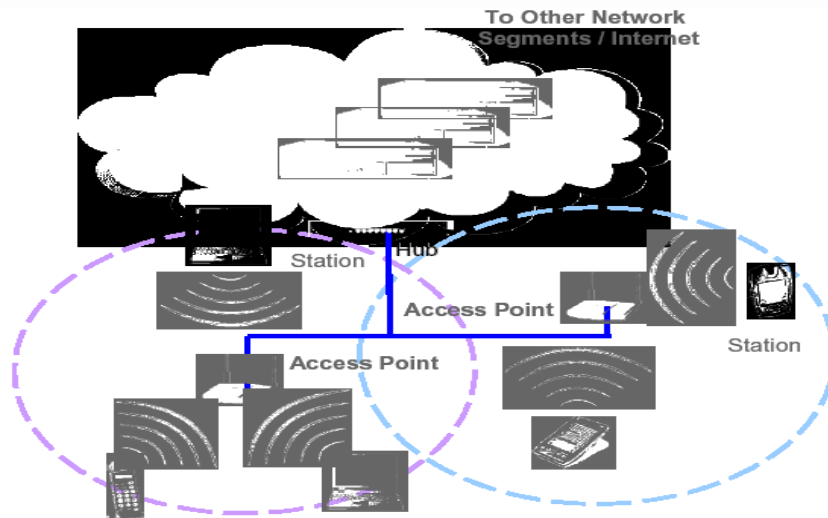 To Other Network
Segments / Internet
Hub
Station
Access Point
Station
Access Point